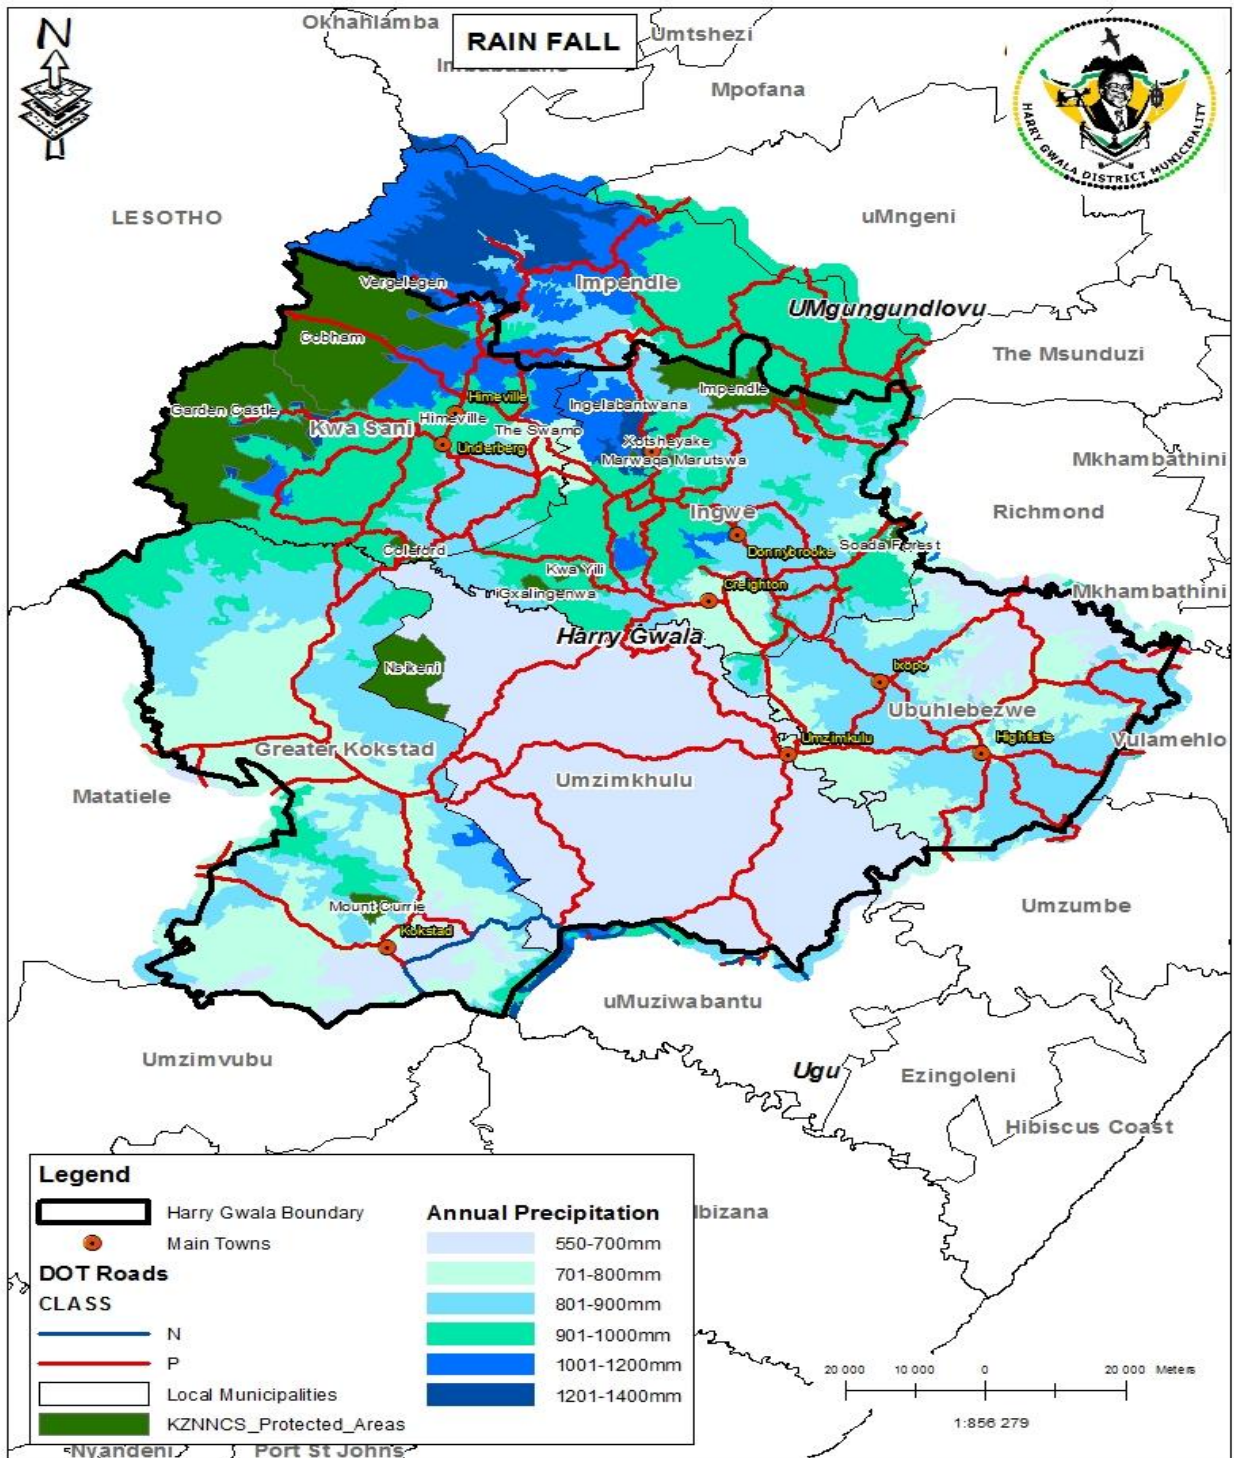 Okhahlamba
N
RAIN FALL
Umtshezi
Mpofana
HARRY GWALA DISTRICT MUNICIPALITY
LESOTHO
uMngeni
Vergelegen
Impendle
UMgungundlovu
Cobham
The Msunduzi
Impendle
Himeville
Garden Castle
Ingelabantwana
Himeville
Kwa Sani
The Swamp
Xotsheyake
Underberg
Marwaqa Marutswa
Mkhambathini
Ingwe
Richmond
Donnybrooke
Soada Forest
Coleford
Kwa Yili
Creighton
Gxalingenwa
Mkhambathini
Harry Gwala
Nsikeni
Ixopo
Ubuhlebezwe
Umzimkulu
Highflats
Vulamehlo
Greater Kokstad
Umzimkhulu
Matatiele
Mount Currie
Umzumbe
Kokstad
uMuziwabantu
Umzimvubu
Ugu
Ezingoleni
Hibiscus Coast
Legend
Harry Gwala Boundary
Main Towns
DOT Roads
CLASS
N
P
Local Municipalities
KZNNCS_Protected_Areas
Annual Precipitation
550-700mm
701-800mm
801-900mm
901-1000mm
1001-1200mm
1201-1400mm
lbizana
20 000 10 000 0 20 000 Meters
1:856 279
Nyandeni
Port St Johns